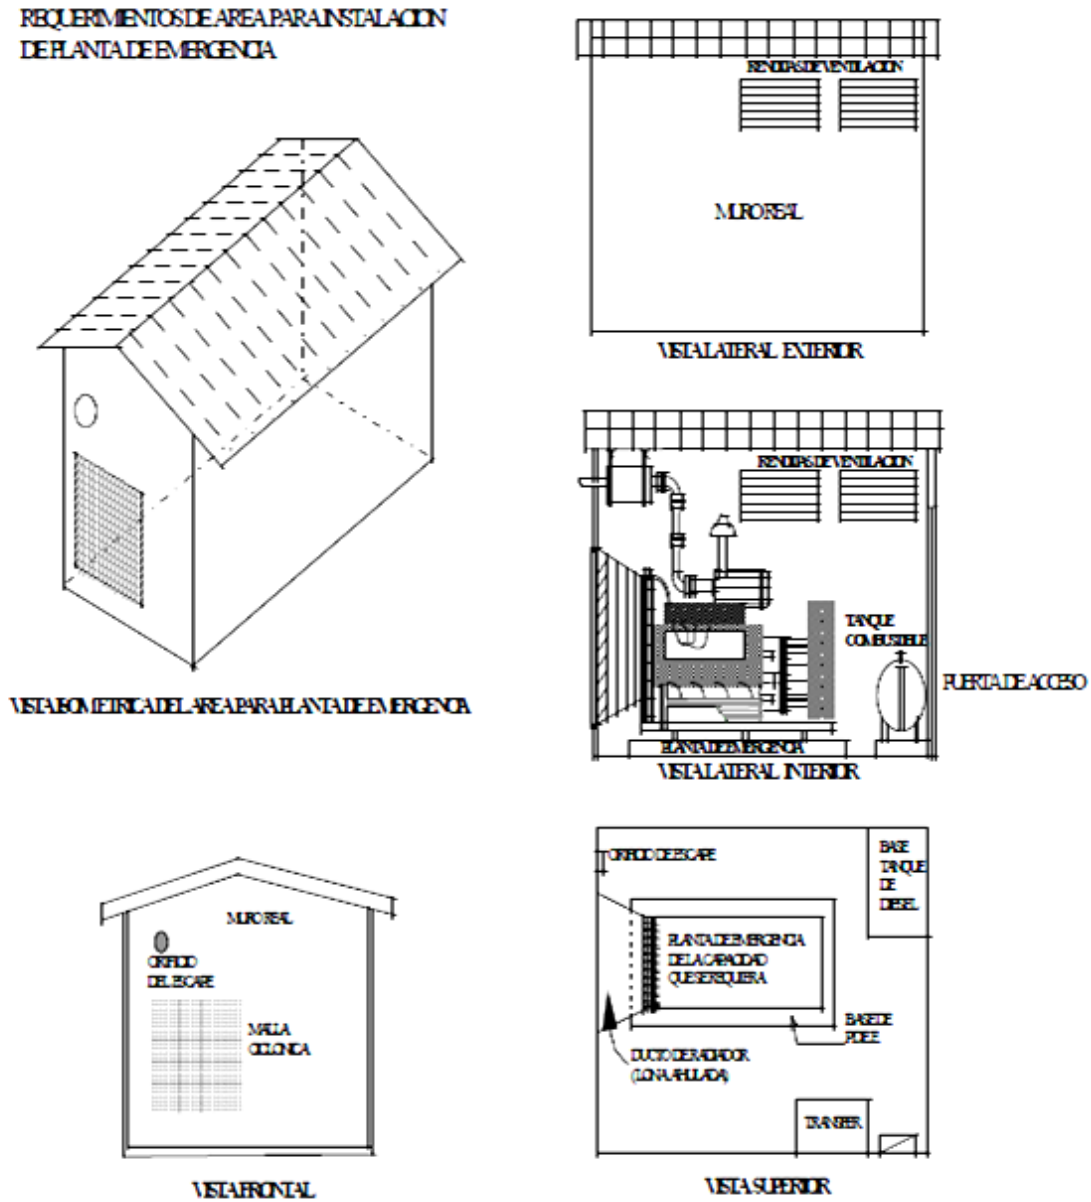 REQUERIMIENTOS DE AREA PARA INSTALACION
DE PLANTA DE EMERGENCIA
RENDIJAS DE VENTILACION
MURO REAL
VISTA LATERAL EXTERIOR
RENDIJAS DE VENTILACION
TANQUE
COMBUSTIBLE
PUERTA DE ACCESO
PLANTA DE EMERGENCIA
VISTA LATERAL INTERIOR
VISTA ISOMETRICA DEL AREA PARA PLANTA DE EMERGENCIA
MURO REAL
ORIFICIO
DEL ESCAPE
MALLA
CICLONICA
VISTA FRONTAL
ORIFICIO DE ESCAPE
BASE
TANQUE
DE
DIESEL
PLANTA DE EMERGENCIA
DE LA CAPACIDAD
QUE SE REQUIERA
BASE DE
DUCTO DE RADIADOR
(LONA AHULADA)
TRANSFER
VISTA SUPERIOR